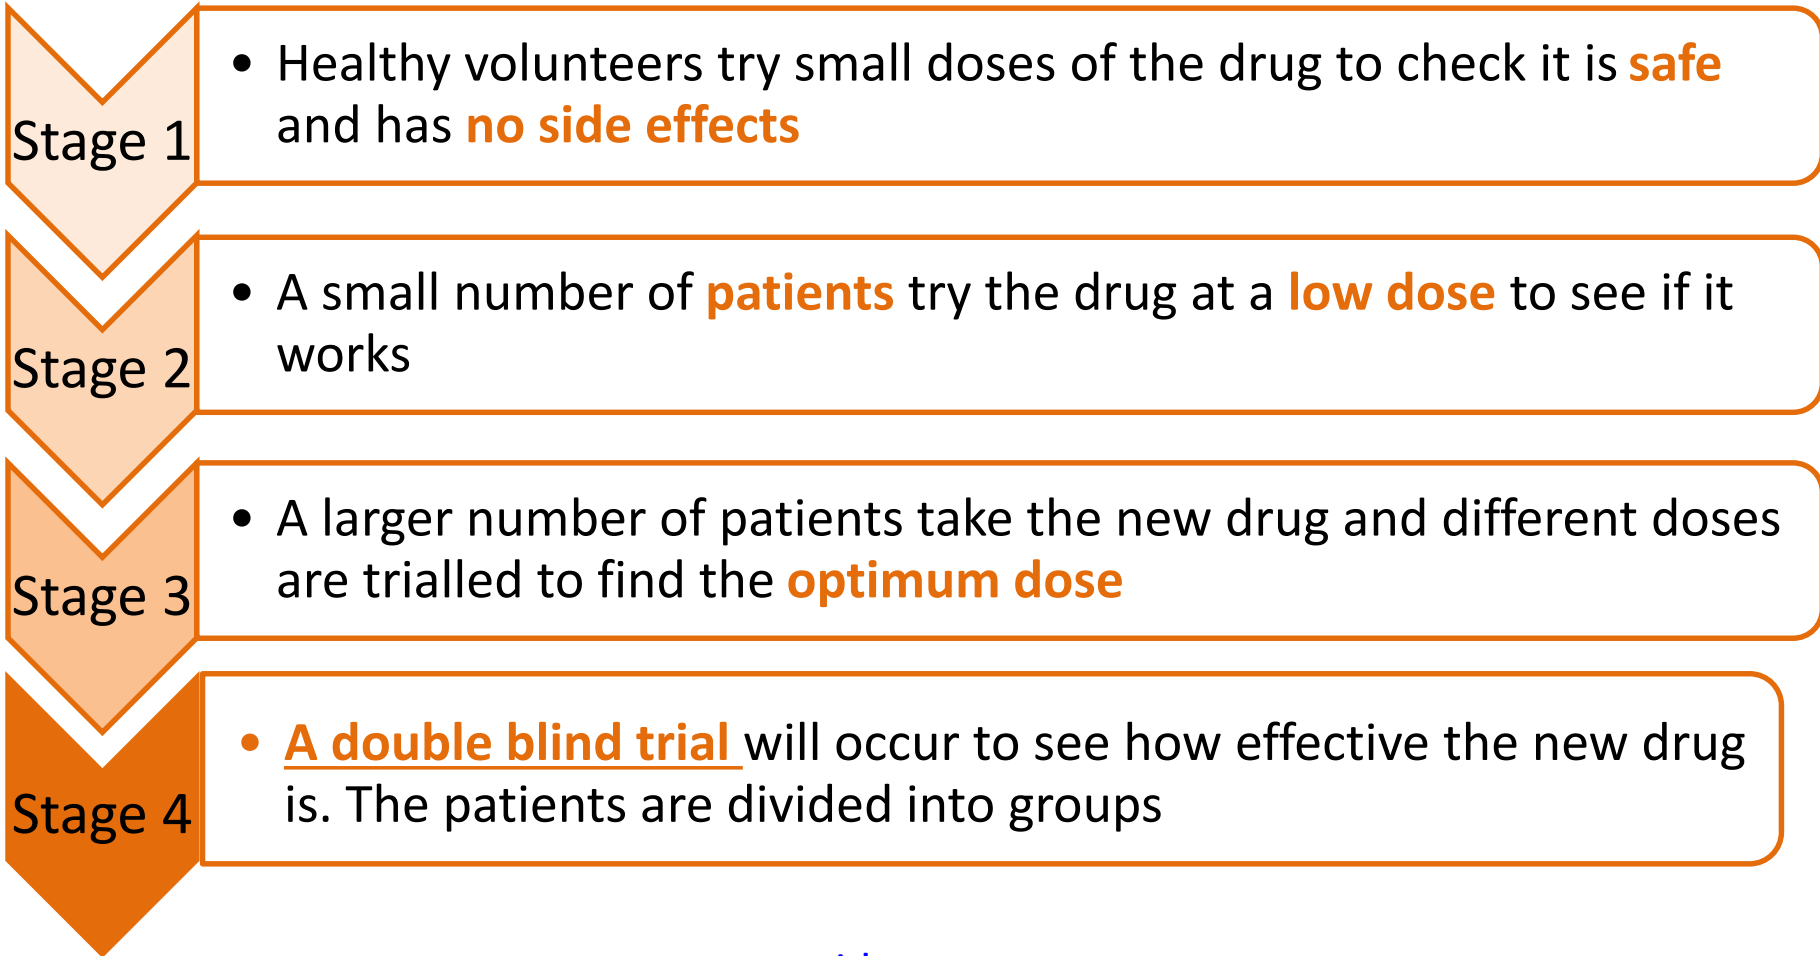 Stage 1
• Healthy volunteers try small doses of the drug to check it is safe
and has no side effects
Stage 2
• A small number of patients try the drug at a low dose to see if it
works
Stage 3
• A larger number of patients take the new drug and different doses
are trialled to find the optimum dose
Stage 4
• A double blind trial will occur to see how effective the new drug
is. The patients are divided into groups